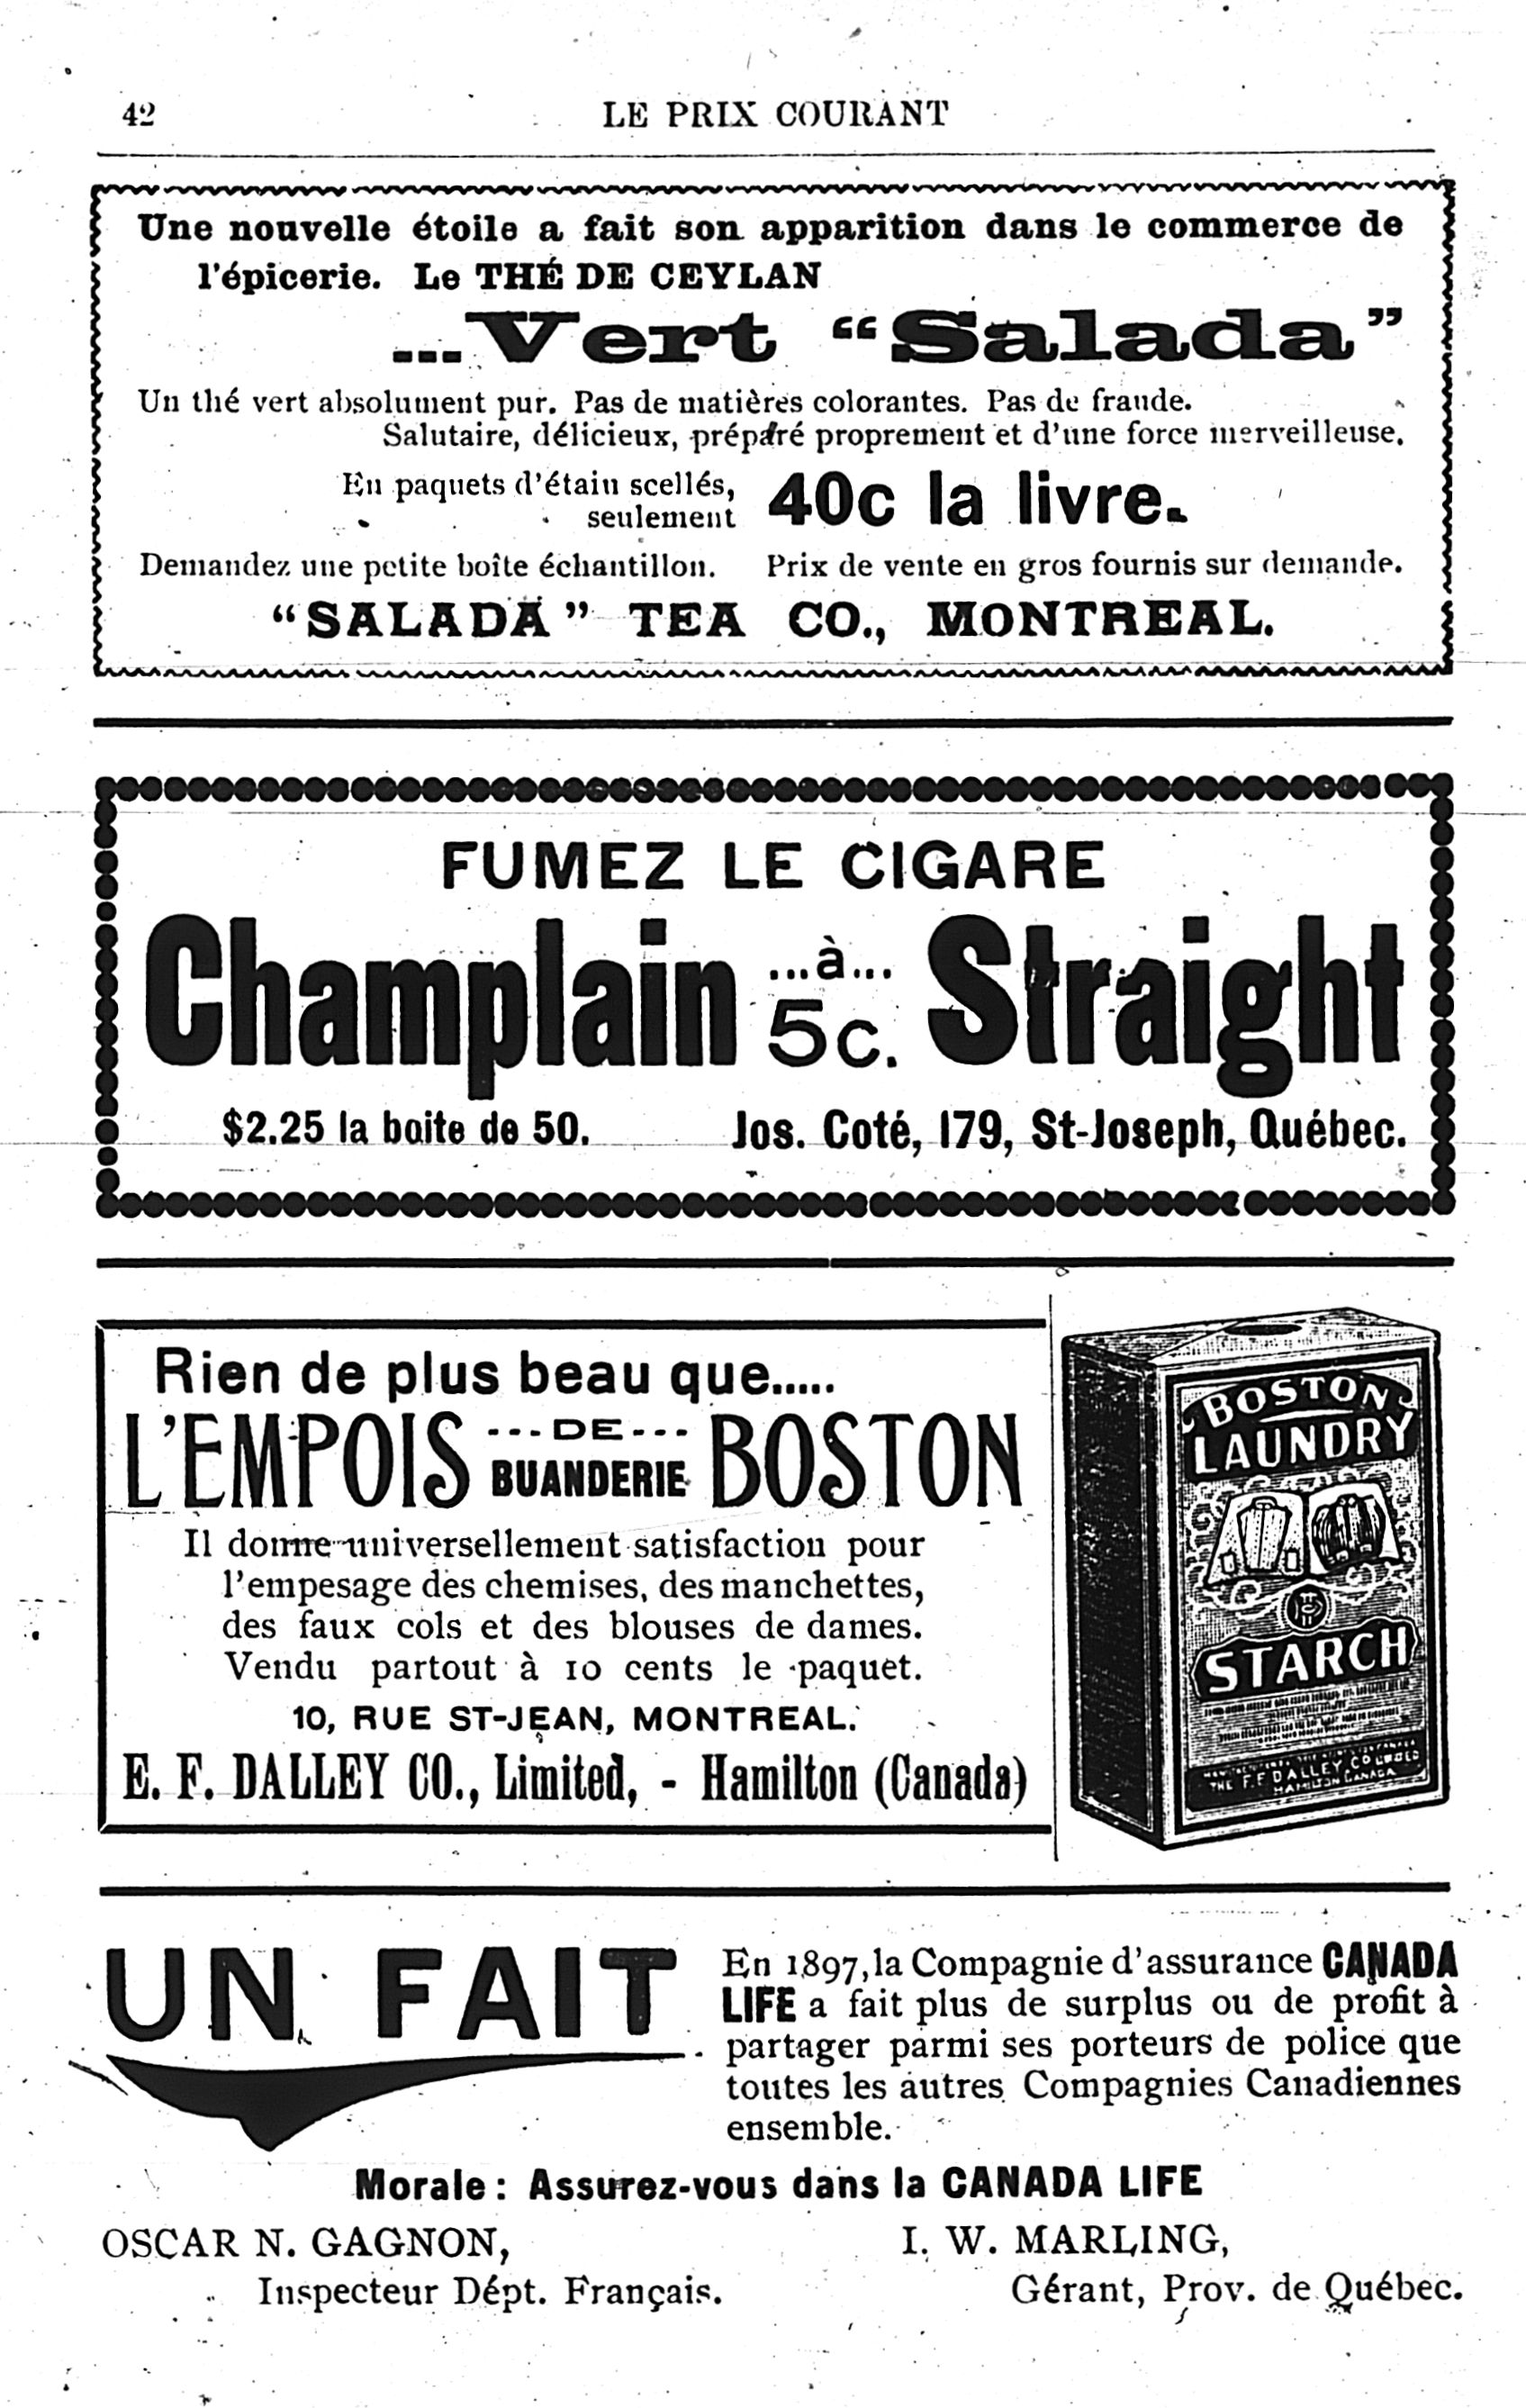 42
LE PRIX COURANT
Une nouvelle étoile a fait son apparition dans le commerce de
l'épicerie. Le THÉ DE CEYLAN
...Vert “Salada”
Un thé vert absolument pur. Pas de matières colorantes. Pas de fraude.
Salutaire, délicieux, préparé proprement et d'une force merveilleuse.
En paquets d'étain scellés,
seulement
40c la livre.
Demandez une petite boîte échantillon. Prix de vente en gros fournis sur demande.
“SALADA” TEA CO., MONTREAL.
FUMEZ LE CIGARE
Champlain ...à... 5c. Straight
$2.25 la boite de 50. Jos. Coté, 179, St-Joseph, Québec.
Rien de plus beau que.....
L'EMPOIS ---DE--- BUANDERIE BOSTON
Il donne universellement satisfaction pour
l'empesage des chemises, des manchettes,
des faux cols et des blouses de dames.
Vendu partout à 10 cents le paquet.
10, RUE ST-JEAN, MONTREAL.
E. F. DALLEY CO., Limited, - Hamilton (Canada)
BOSTON
LAUNDRY
STARCH
THE F.F. DALLEY CO LIMITED
HAMILTON CANADA
UN FAIT
En 1897, la Compagnie d'assurance CANADA
LIFE a fait plus de surplus ou de profit à
partager parmi ses porteurs de police que
toutes les autres Compagnies Canadiennes
ensemble.
Morale : Assurez-vous dans la CANADA LIFE
OSCAR N. GAGNON,
Inspecteur Dépt. Français.
I. W. MARLING,
Gérant, Prov. de Québec.